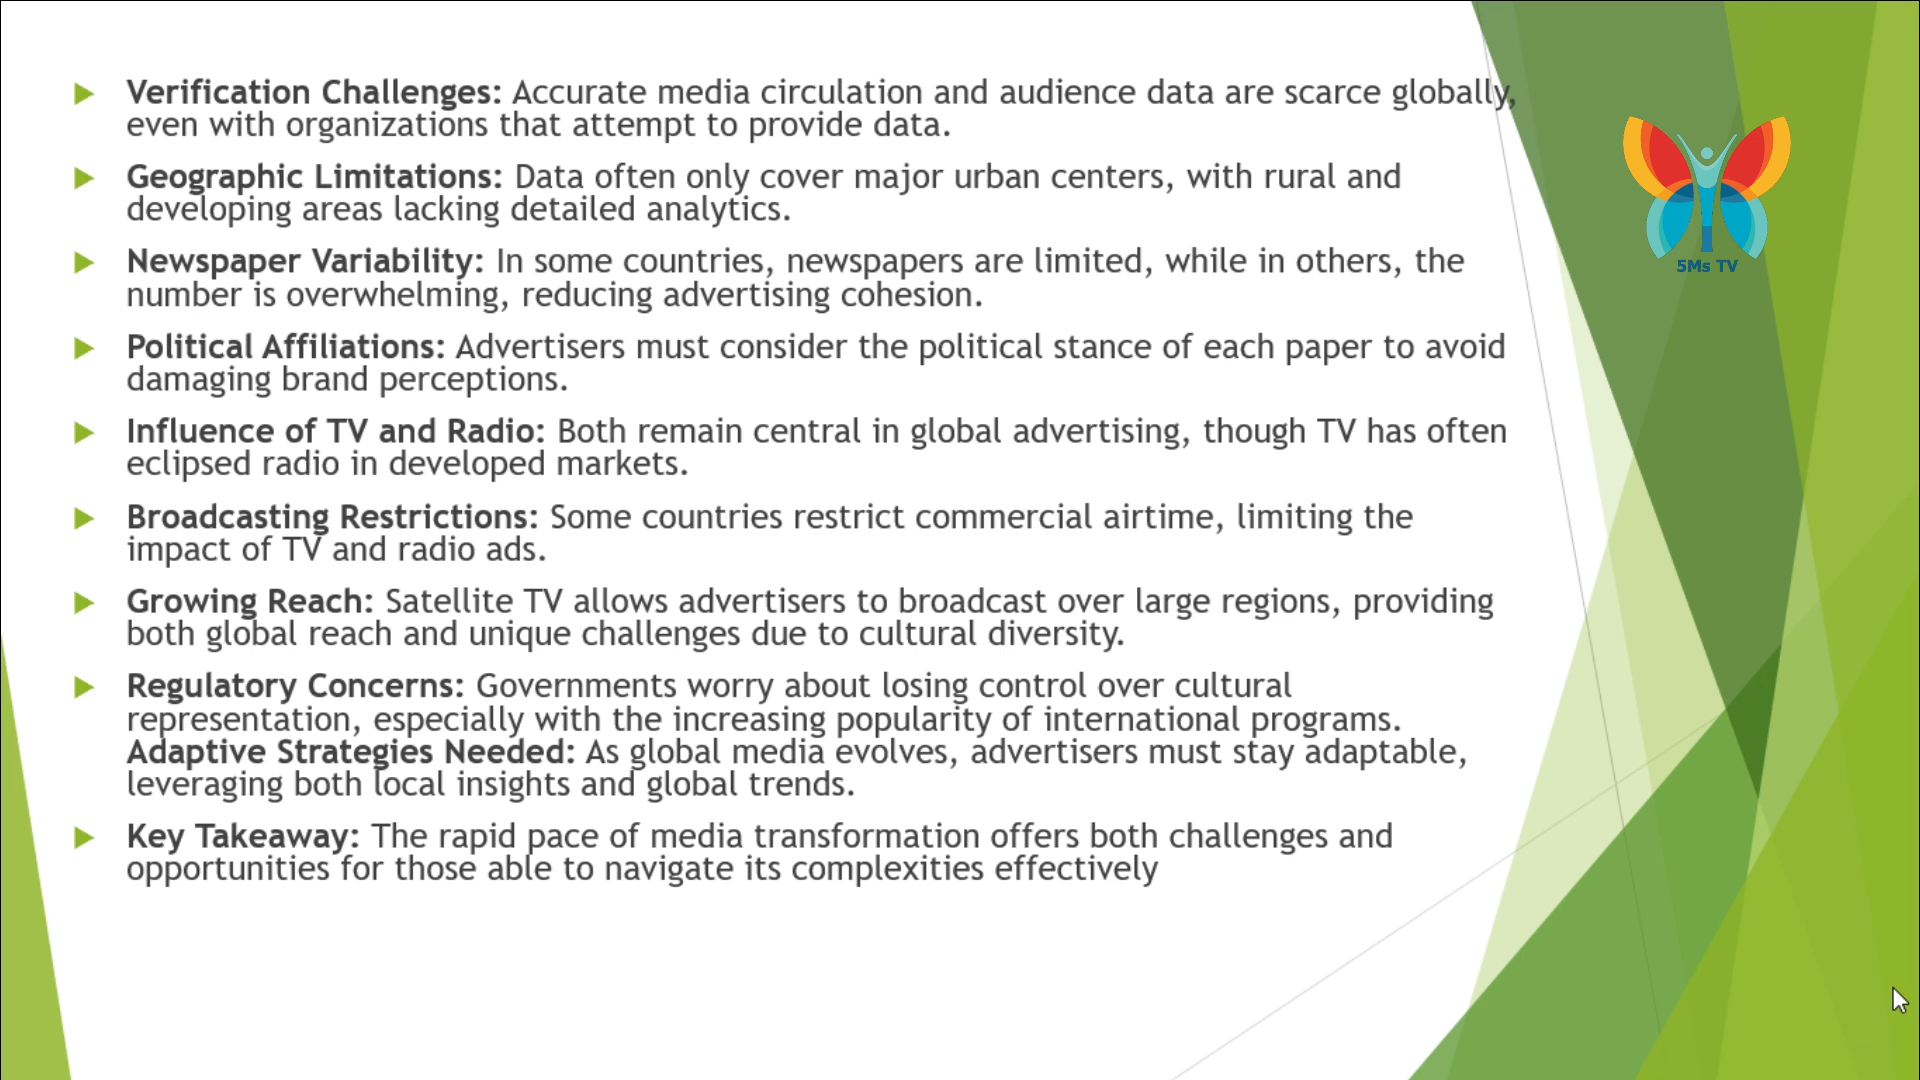 Verification Challenges: Accurate media circulation and audience data are scarce globally,
even with organizations that attempt to provide data.
Geographic Limitations: Data often only cover major urban centers, with rural and
developing areas lacking detailed analytics.
Newspaper Variability: In some countries, newspapers are limited, while in others, the
number is overwhelming, reducing advertising cohesion.
Political Affiliations: Advertisers must consider the political stance of each paper to avoid
damaging brand perceptions.
Influence of TV and Radio: Both remain central in global advertising, though TV has often
eclipsed radio in developed markets.
Broadcasting Restrictions: Some countries restrict commercial airtime, limiting the
impact of TV and radio ads.
Growing Reach: Satellite TV allows advertisers to broadcast over large regions, providing
both global reach and unique challenges due to cultural diversity.
Regulatory Concerns: Governments worry about losing control over cultural
representation, especially with the increasing popularity of international programs.
Adaptive Strategies Needed: As global media evolves, advertisers must stay adaptable,
leveraging both local insights and global trends.
Key Takeaway: The rapid pace of media transformation offers both challenges and
opportunities for those able to navigate its complexities effectively
5Ms TV